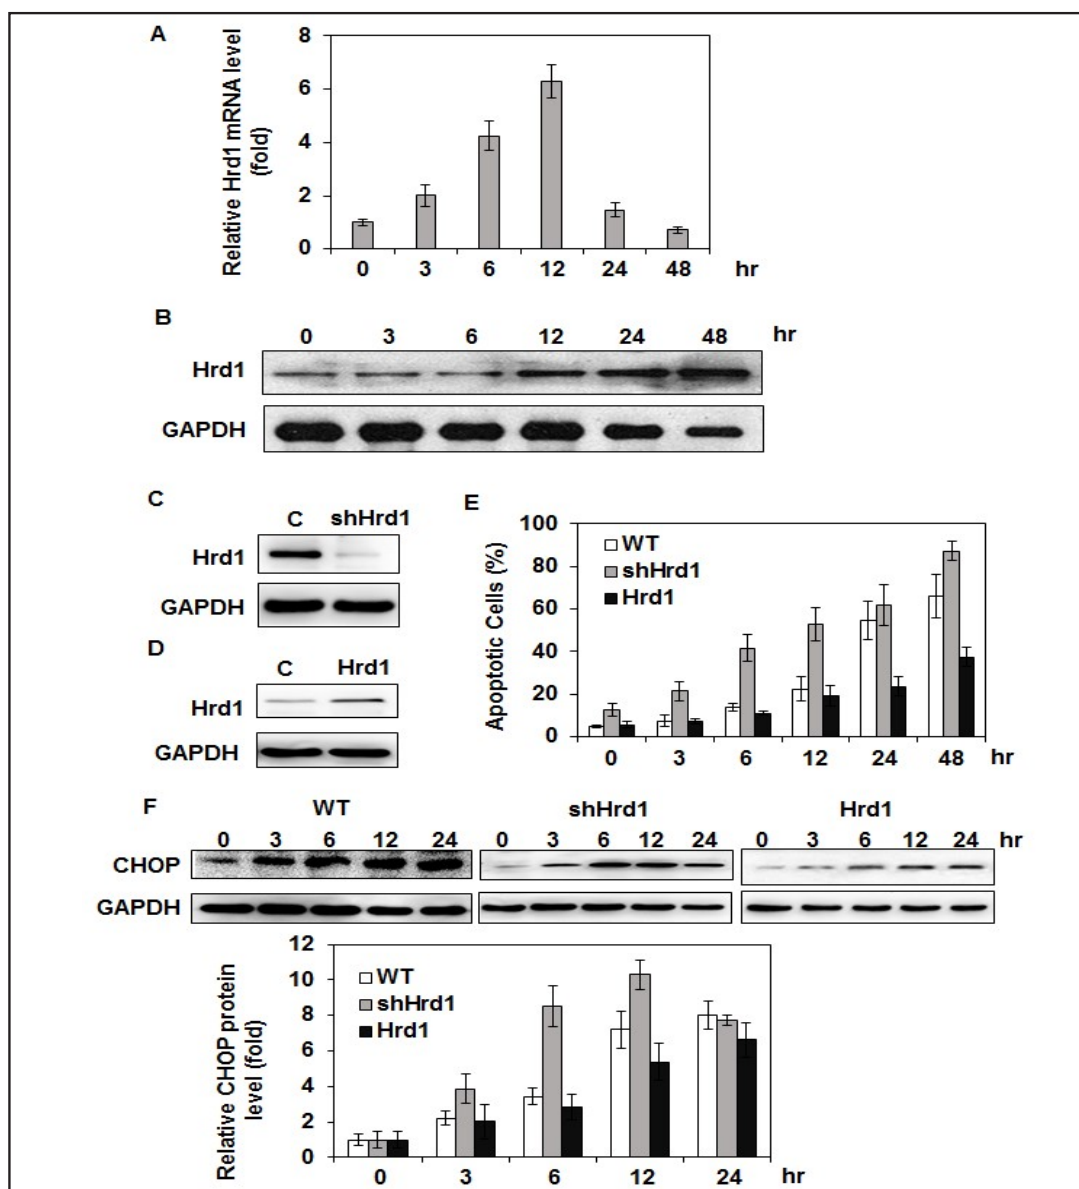 A
Relative Hrd1 mRNA level
(fold)
8
6
4
2
0
0 3 6 12 24 48 hr
B
0 3 6 12 24 48 hr
Hrd1
GAPDH
C
C shHrd1
Hrd1
GAPDH
D
C Hrd1
Hrd1
GAPDH
E
Apoptotic Cells (%)
100
80
60
40
20
0
WT
shHrd1
Hrd1
0 3 6 12 24 48 hr
F
WT shHrd1 Hrd1
0 3 6 12 24 0 3 6 12 24 0 3 6 12 24 hr
CHOP
GAPDH
Relative CHOP protein
level (fold)
12
10
8
6
4
2
0
WT
shHrd1
Hrd1
0 3 6 12 24 hr